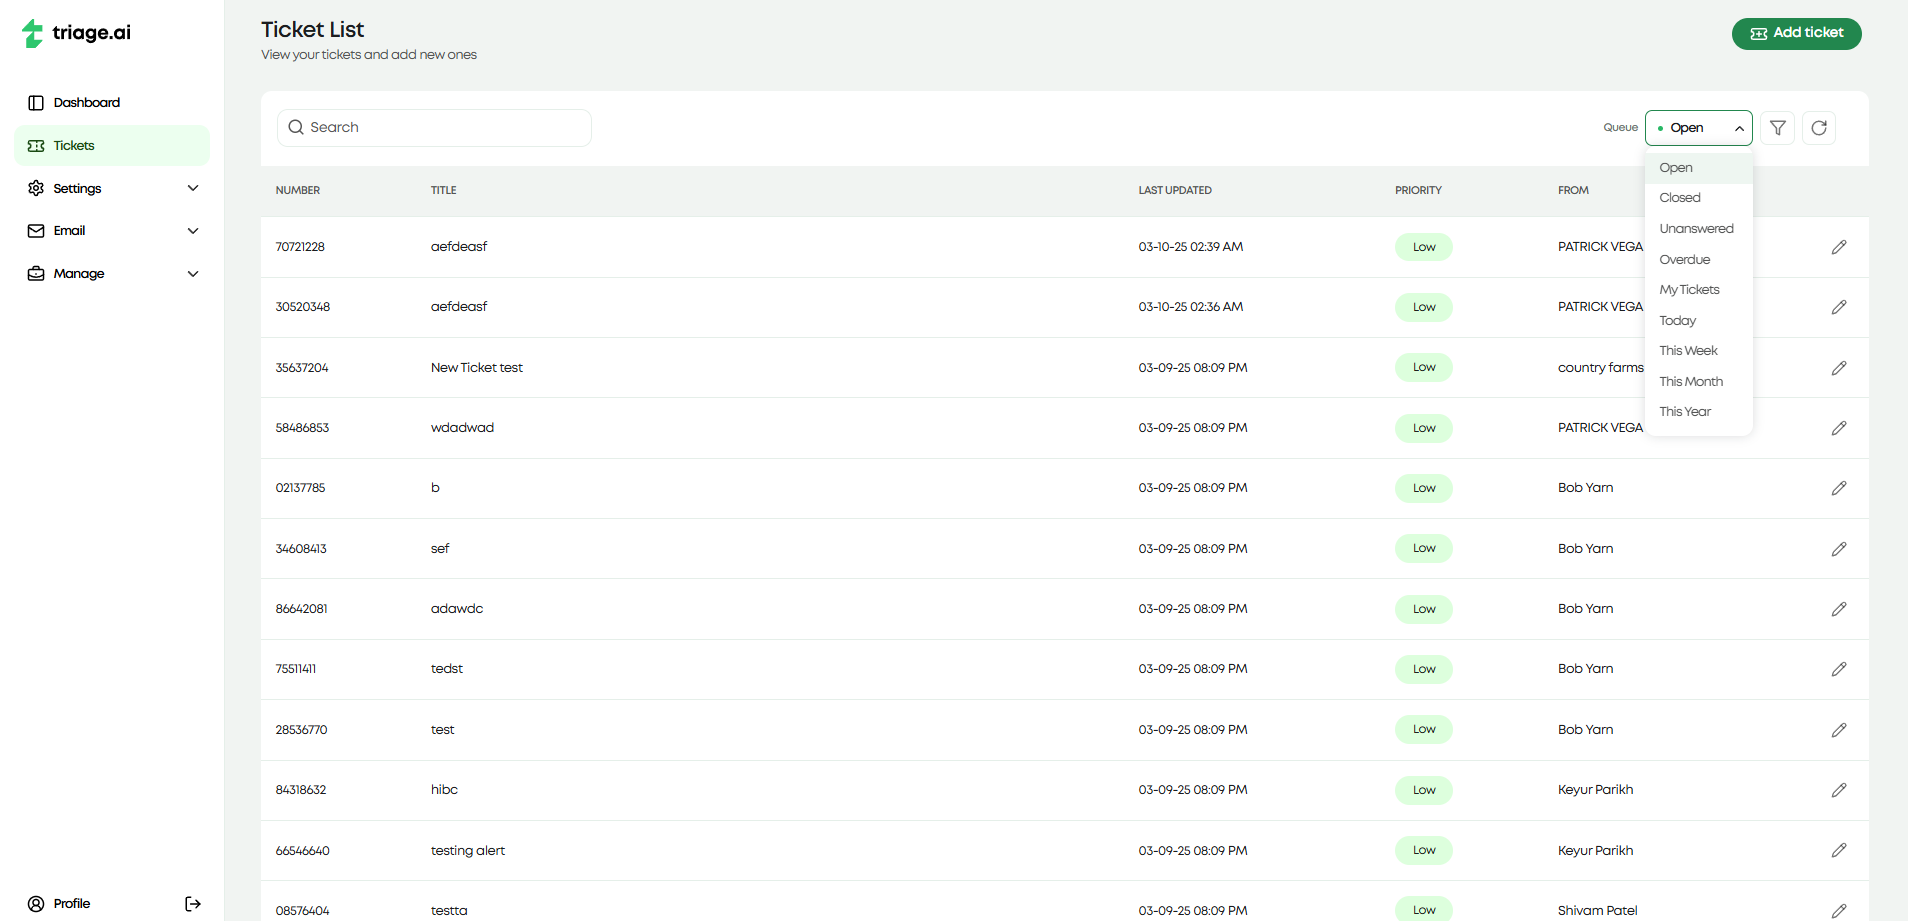 triage.ai
Dashboard
Tickets
Settings
Email
Manage
Profile
Ticket List
View your tickets and add new ones
Add ticket
Search
Queue
Open
Open
Closed
Unanswered
Overdue
My Tickets
Today
This Week
This Month
This Year
NUMBER TITLE LAST UPDATED PRIORITY FROM
70721228 aefdeasf 03-10-25 02:39 AM Low PATRICK VEGA
30520348 aefdeasf 03-10-25 02:36 AM Low PATRICK VEGA
35637204 New Ticket test 03-09-25 08:09 PM Low country farms
58486853 wdadwad 03-09-25 08:09 PM Low PATRICK VEGA
02137785 b 03-09-25 08:09 PM Low Bob Yarn
34608413 sef 03-09-25 08:09 PM Low Bob Yarn
86642081 adawdc 03-09-25 08:09 PM Low Bob Yarn
75511411 tedst 03-09-25 08:09 PM Low Bob Yarn
28536770 test 03-09-25 08:09 PM Low Bob Yarn
84318632 hibc 03-09-25 08:09 PM Low Keyur Parikh
66546640 testing alert 03-09-25 08:09 PM Low Keyur Parikh
08576404 testta 03-09-25 08:09 PM Low Shivam Patel